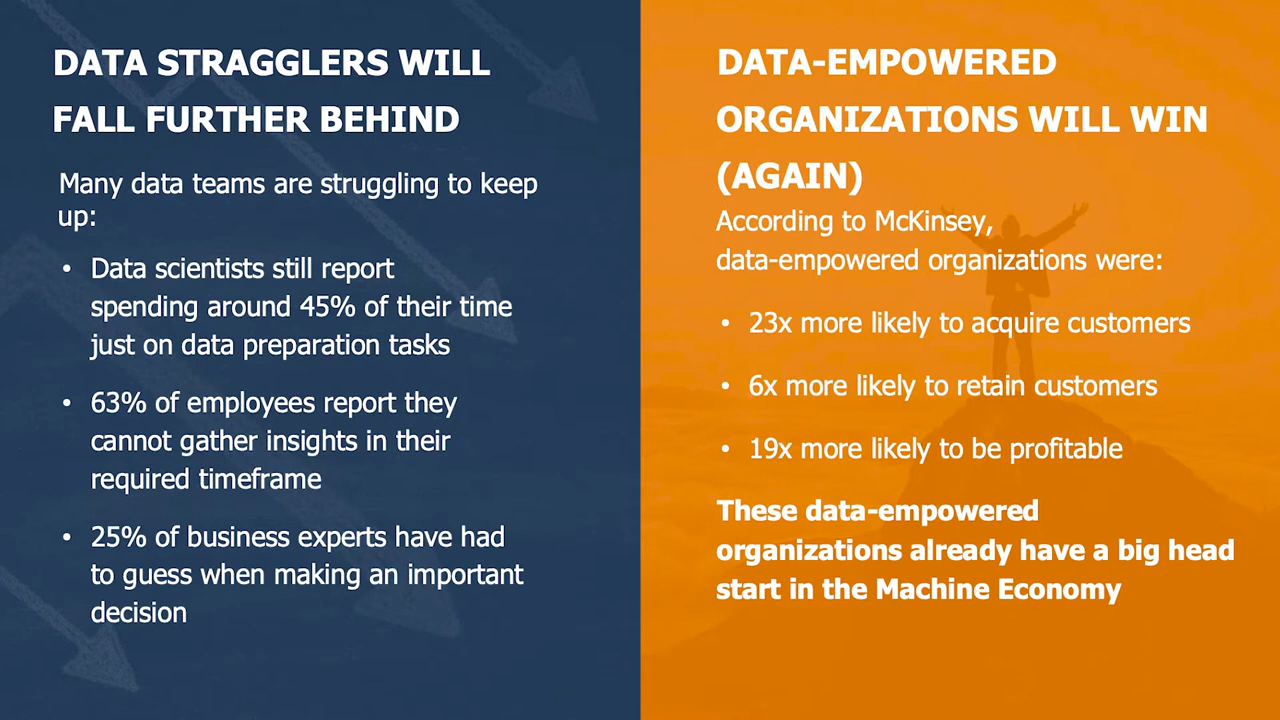 DATA STRAGGLERS WILL
FALL FURTHER BEHIND
Many data teams are struggling to keep
up:
• Data scientists still report
spending around 45% of their time
just on data preparation tasks
• 63% of employees report they
cannot gather insights in their
required timeframe
• 25% of business experts have had
to guess when making an important
decision
DATA-EMPOWERED
ORGANIZATIONS WILL WIN
(AGAIN)
According to McKinsey,
data-empowered organizations were:
• 23x more likely to acquire customers
• 6x more likely to retain customers
• 19x more likely to be profitable
These data-empowered
organizations already have a big head
start in the Machine Economy